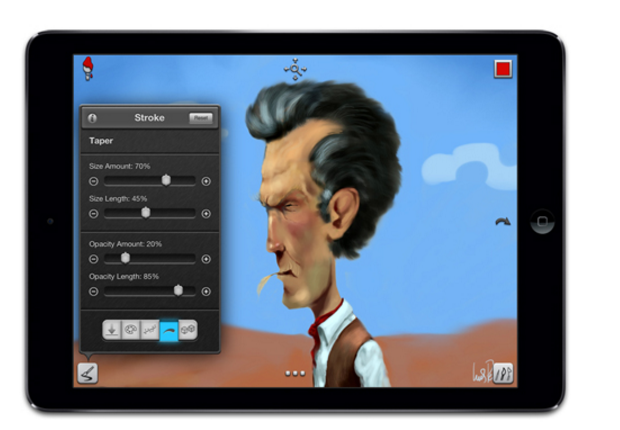 Stroke
Reset
Taper
Size Amount: 70%
Size Length: 45%
Opacity Amount: 20%
Opacity Length: 85%